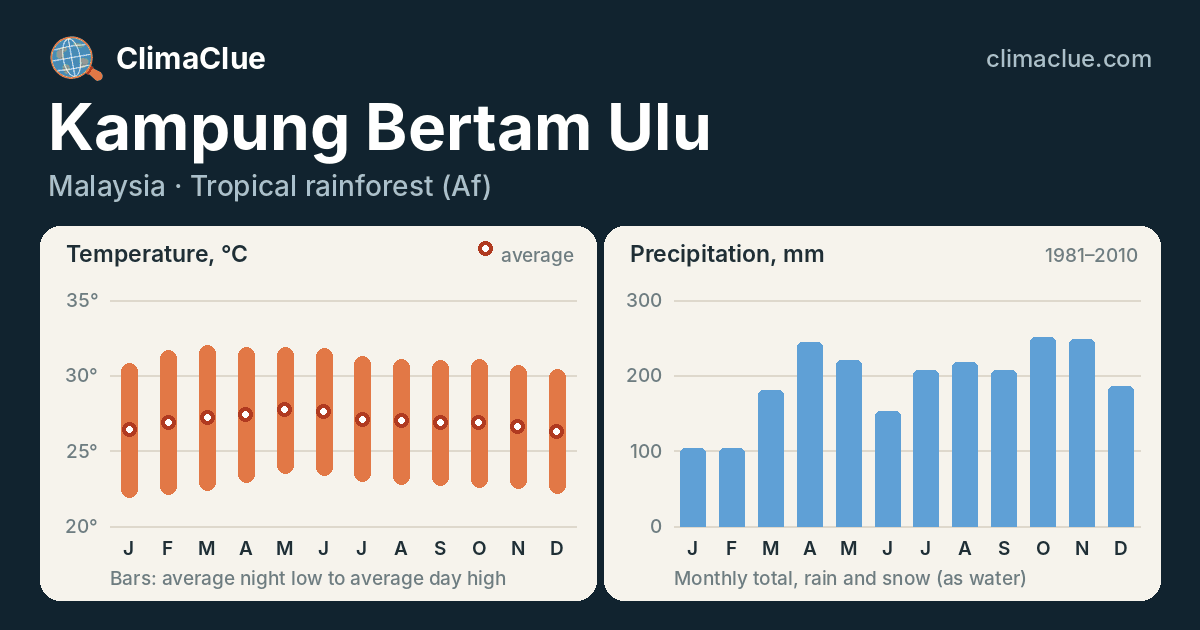 ClimaClue
climaclue.com
Kampung Bertam Ulu
Malaysia · Tropical rainforest (Af)
Temperature, °C
average
35°
30°
25°
20°
J F M A M J J A S O N D
Bars: average night low to average day high
Precipitation, mm
1981–2010
300
200
100
0
J F M A M J J A S O N D
Monthly total, rain and snow (as water)